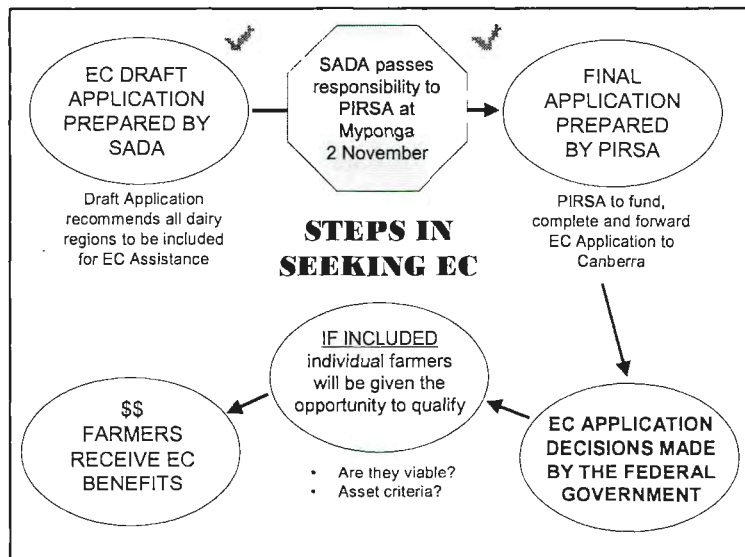 EC DRAFT
APPLICATION
PREPARED BY
SADA
SADA passes
responsibility to
PIRSA at
Myponga
2 November
FINAL
APPLICATION
PREPARED
BY PIRSA
Draft Application
recommends all dairy
regions to be included
for EC Assistance
STEPS IN
SEEKING EC
PIRSA to fund,
complete and forward
EC Application to
Canberra
EC APPLICATION
DECISIONS MADE
BY THE FEDERAL
GOVERNMENT
IF INCLUDED
individual farmers
will be given the
opportunity to qualify
• Are they viable?
• Asset criteria?
$$
FARMERS
RECEIVE EC
BENEFITS